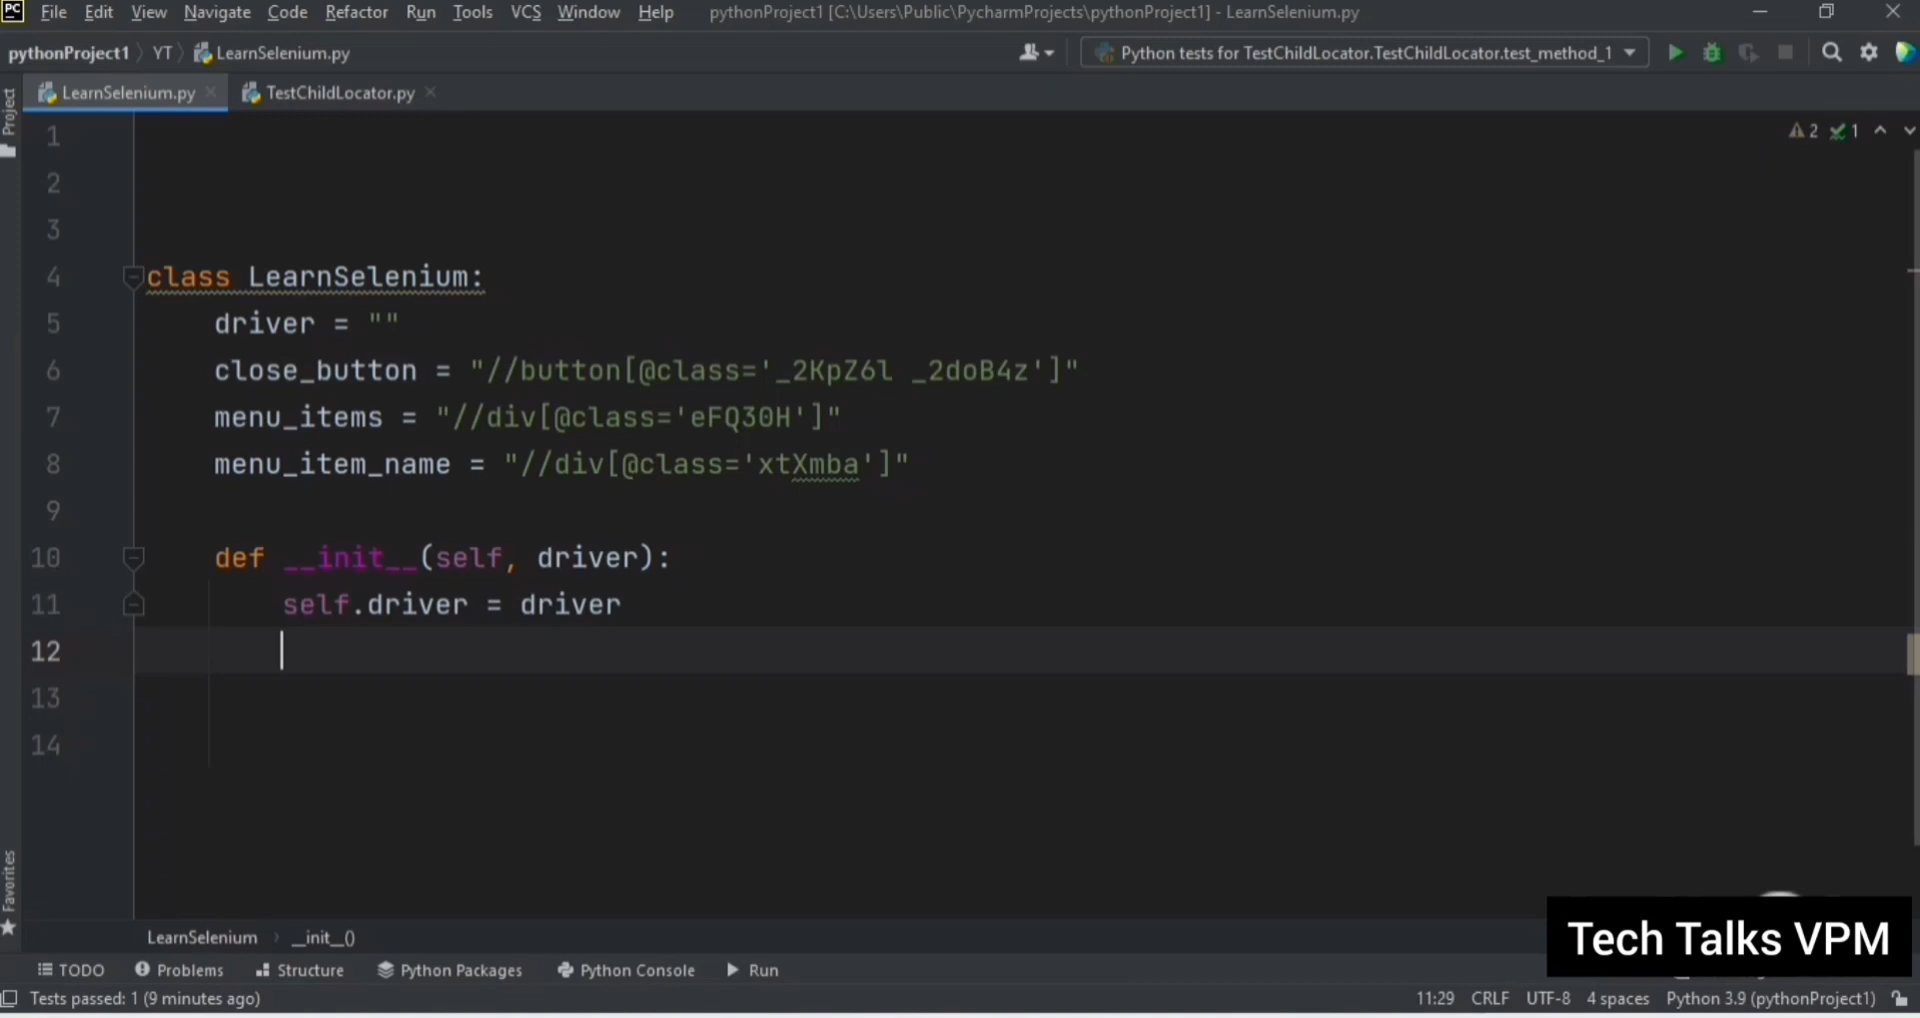 PC File Edit View Navigate Code Refactor Run Tools VCS Window Help pythonProject1 [C:\Users\Public\PycharmProjects\pythonProject1] - LearnSelenium.py
pythonProject1 YT LearnSelenium.py Python tests for TestChildLocator.TestChildLocator.test_method_1
LearnSelenium.py TestChildLocator.py
Project
2 1
1
2
3
4 class LearnSelenium:
5 driver = ""
6 close_button = "//button[@class='_2KpZ6l _2doB4z']"
7 menu_items = "//div[@class='eFQ30H']"
8 menu_item_name = "//div[@class='xtXmba']"
9
10 def __init__(self, driver):
11 self.driver = driver
12
13
14
Favorites
Tech Talks VPM
LearnSelenium __init__()
TODO Problems Structure Python Packages Python Console Run
Tests passed: 1 (9 minutes ago) 11:29 CRLF UTF-8 4 spaces Python 3.9 (pythonProject1)